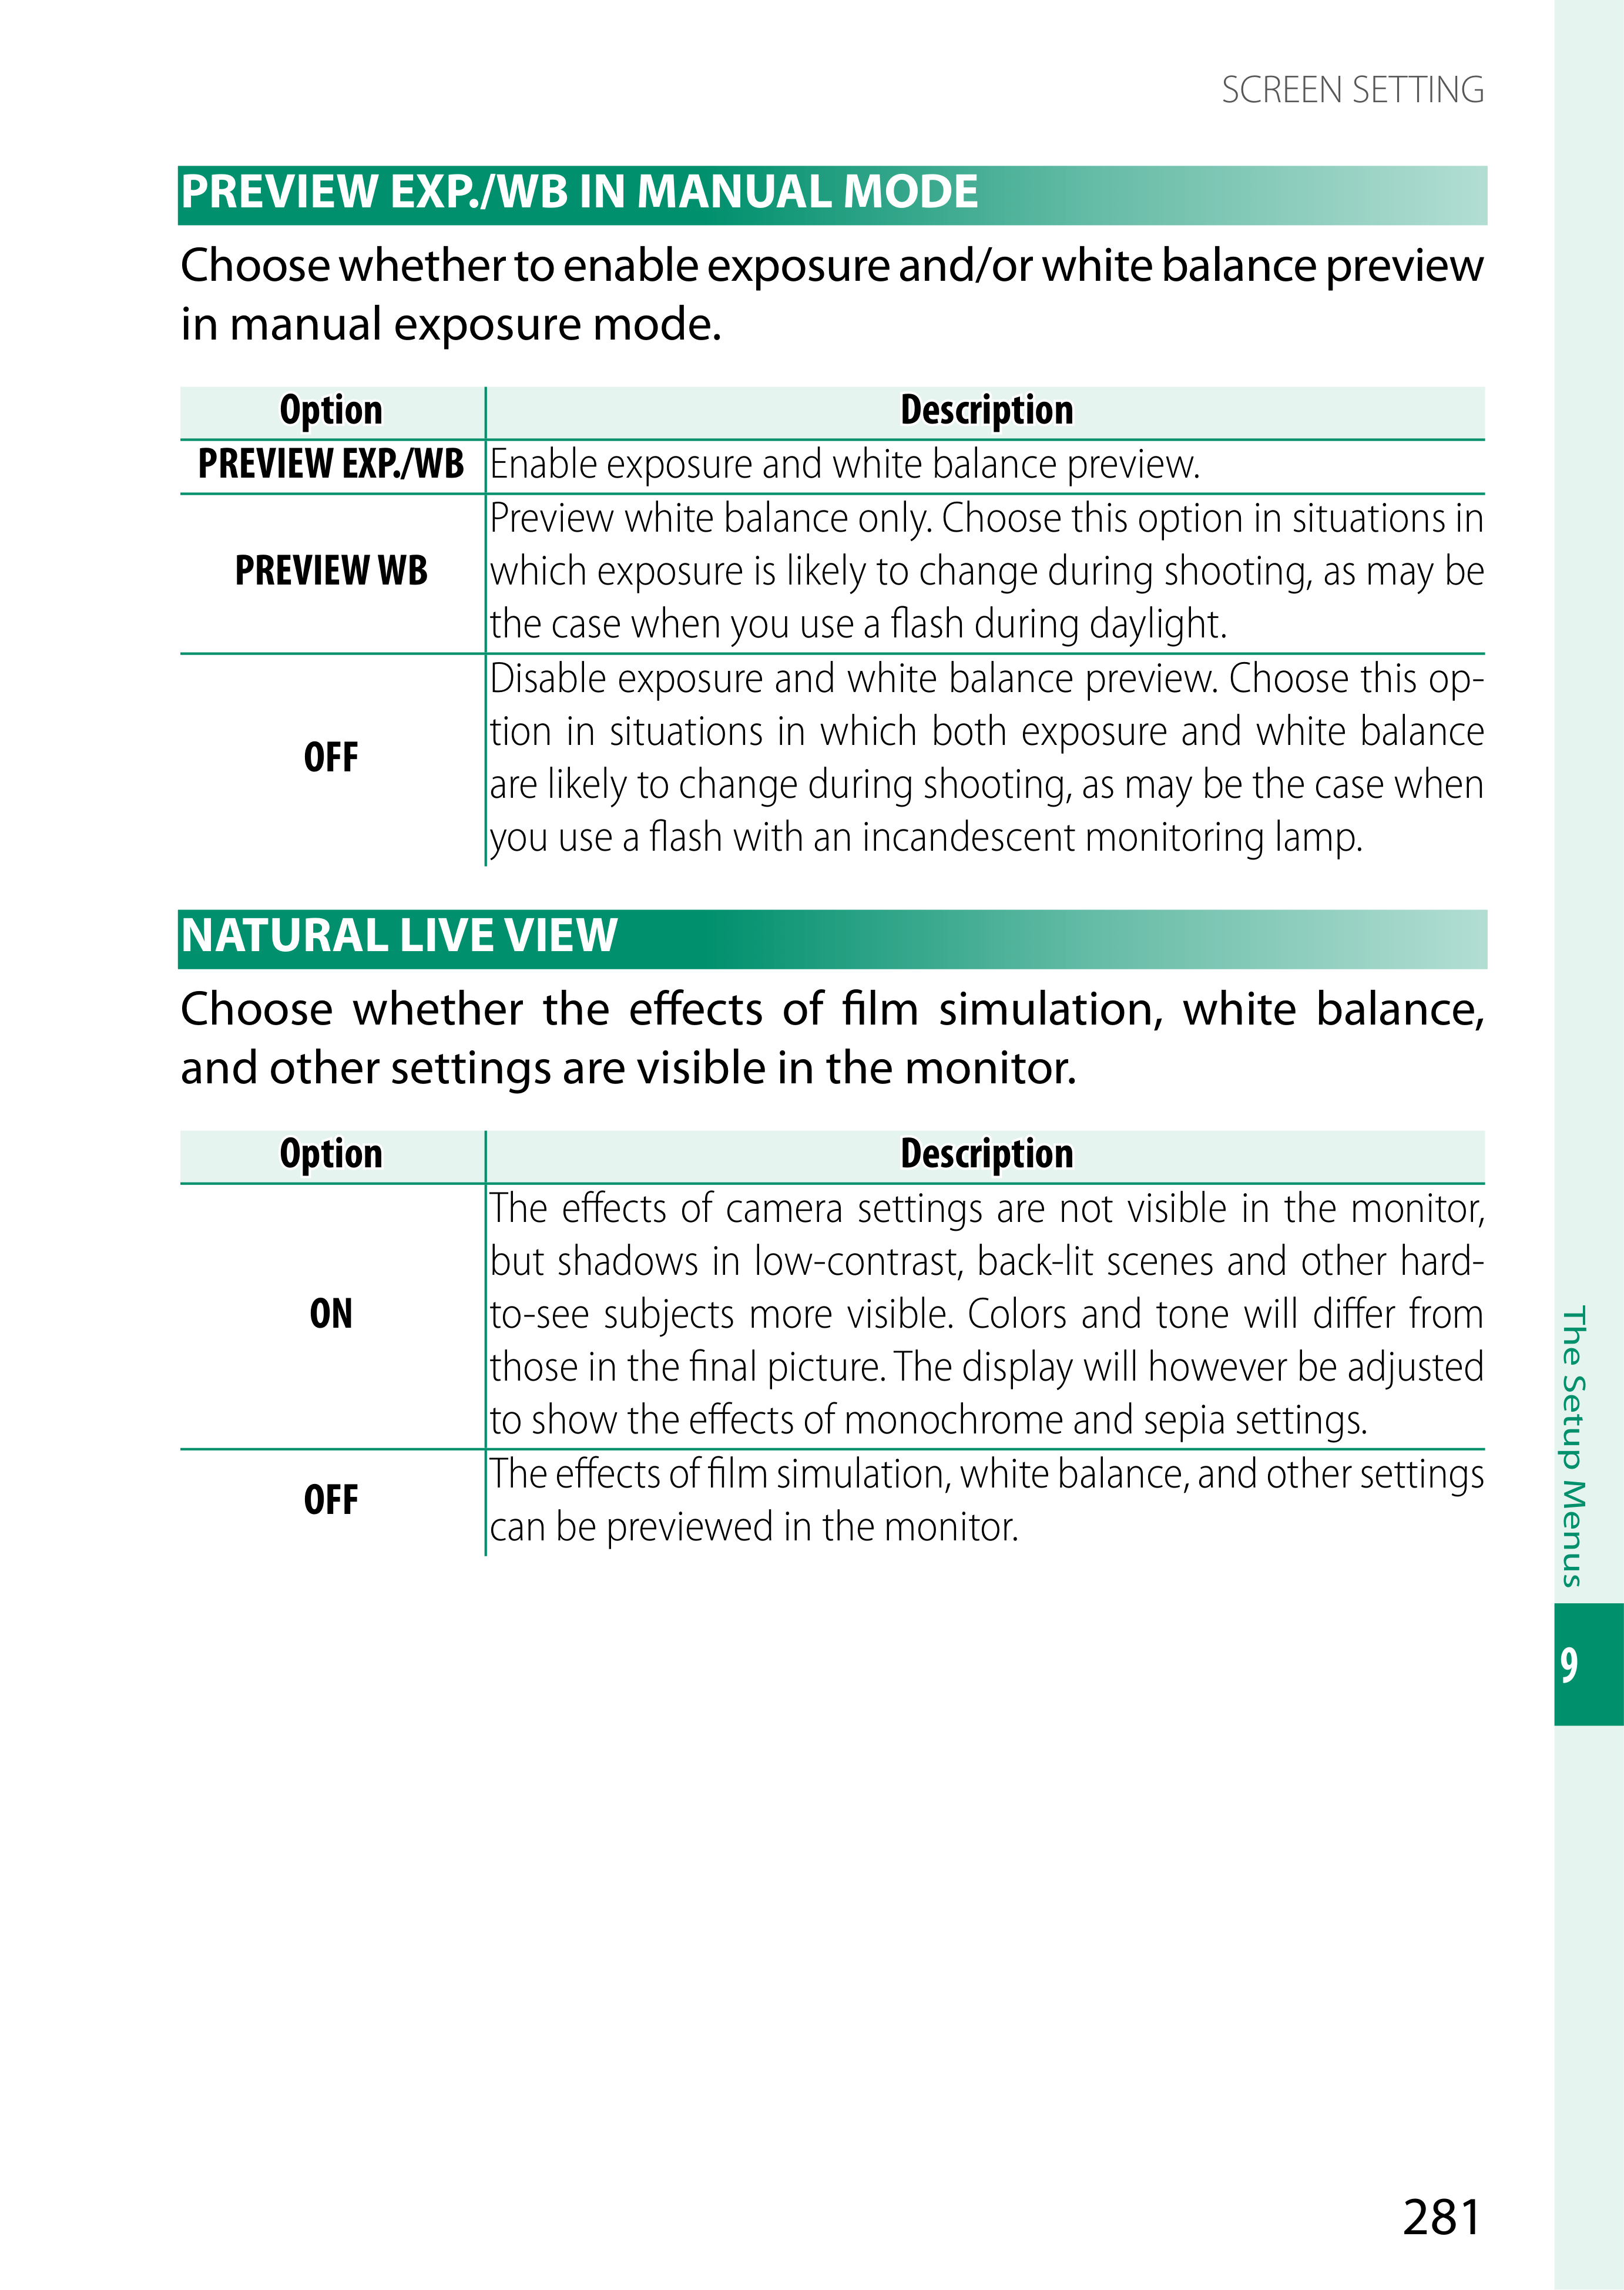 SCREEN SETTING
PREVIEW EXP./WB IN MANUAL MODE
Choose whether to enable exposure and/or white balance preview
in manual exposure mode.
Option Description
PREVIEW EXP./WB Enable exposure and white balance preview.
PREVIEW WB
Preview white balance only. Choose this option in situations in
which exposure is likely to change during shooting, as may be
the case when you use a flash during daylight.
OFF
Disable exposure and white balance preview. Choose this op-
tion in situations in which both exposure and white balance
are likely to change during shooting, as may be the case when
you use a flash with an incandescent monitoring lamp.
NATURAL LIVE VIEW
Choose whether the effects of film simulation, white balance,
and other settings are visible in the monitor.
Option Description
ON
The effects of camera settings are not visible in the monitor,
but shadows in low-contrast, back-lit scenes and other hard-
to-see subjects more visible. Colors and tone will differ from
those in the final picture. The display will however be adjusted
to show the effects of monochrome and sepia settings.
OFF
The effects of film simulation, white balance, and other settings
can be previewed in the monitor.
The Setup Menus
9
281